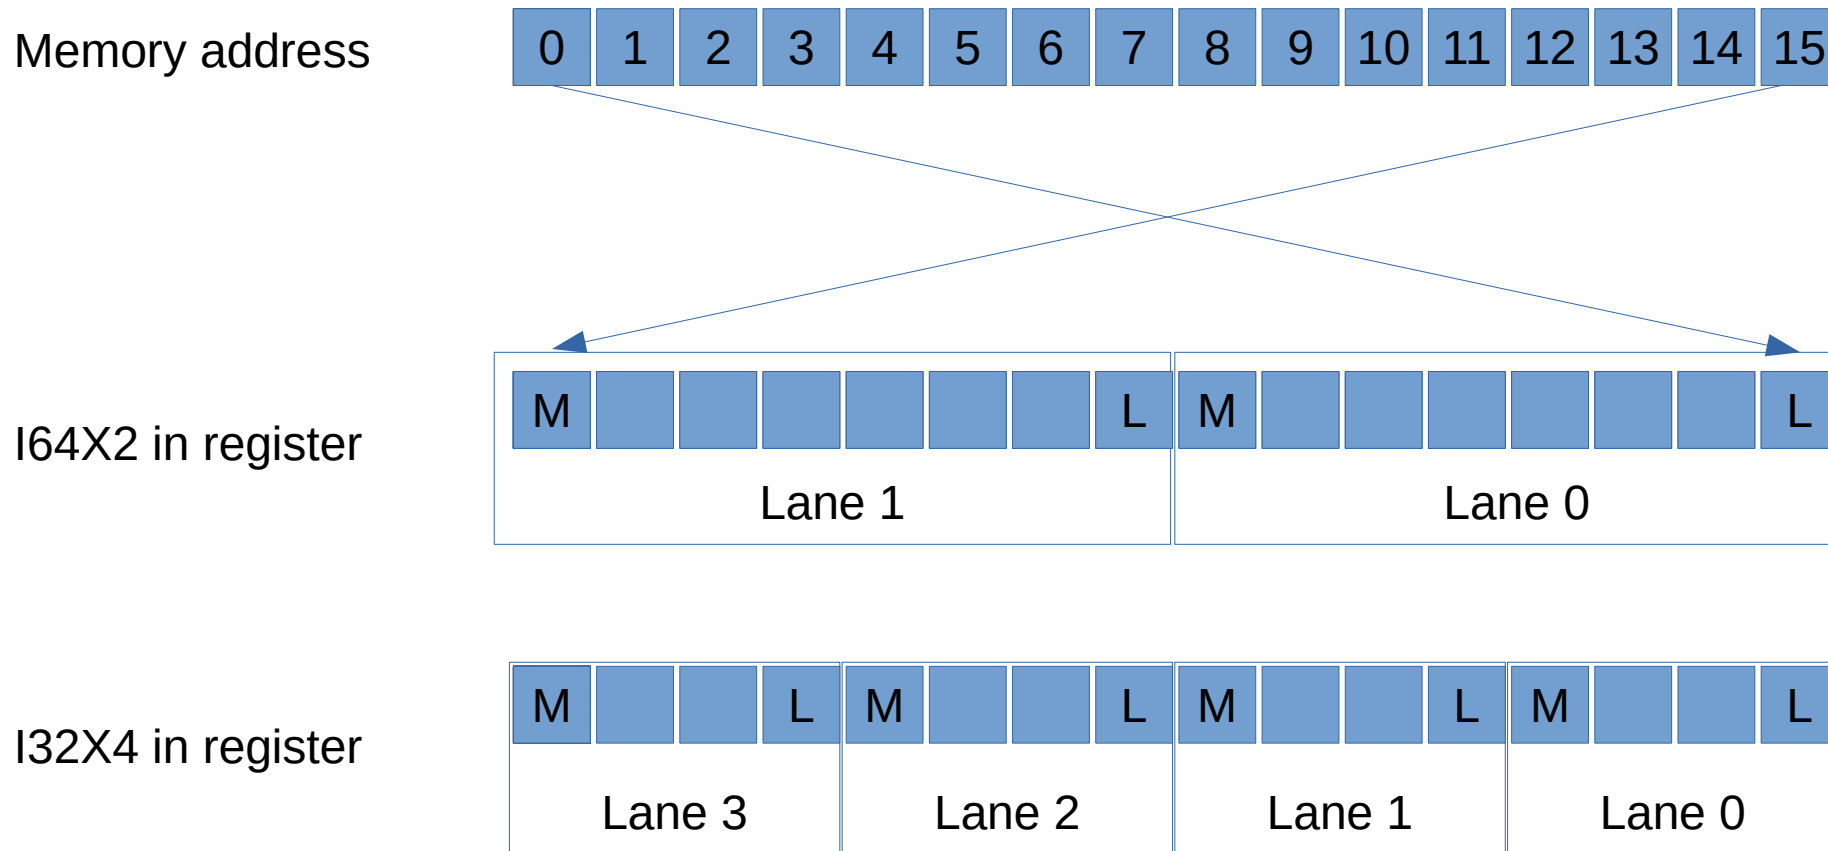 Memory address 0 1 2 3 4 5 6 7 8 9 10 11 12 13 14 15
I64X2 in register M L M L
Lane 1 Lane 0
I32X4 in register M L M L M L M L
Lane 3 Lane 2 Lane 1 Lane 0